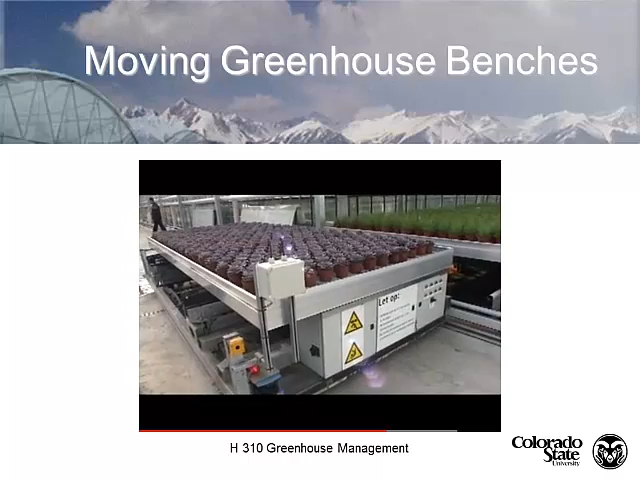 Moving Greenhouse Benches
Let op:
H 310 Greenhouse Management
Colorado
State
University